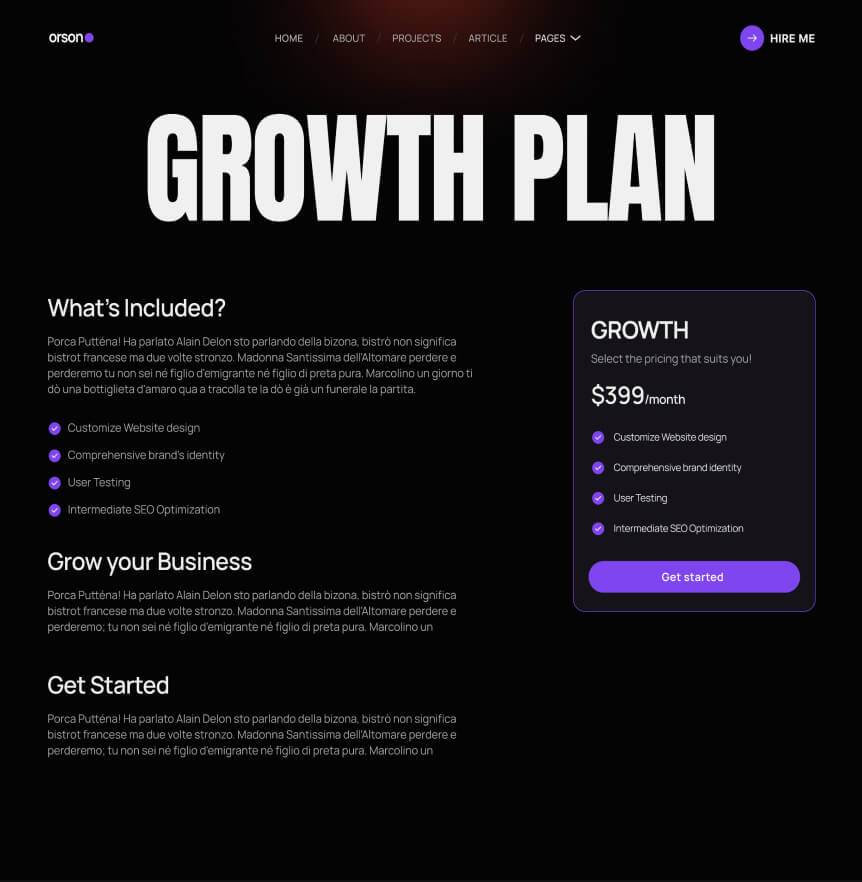 orson
HOME / ABOUT / PROJECTS / ARTICLE / PAGES
HIRE ME
GROWTH PLAN
What's Included?
Porca Putténa! Ha parlato Alain Delon sto parlando della bizona, bistrò non significa
bistrot francese ma due volte stronzo. Madonna Santissima dell'Altomare perdere e
perderemo tu non sei né figlio d'emigrante né figlio di preta pura. Marcolino un giorno ti
dò una bottiglieta d'amaro qua a tracolla te la dò è già un funerale la partita.
Customize Website design
Comprehensive brand's identity
User Testing
Intermediate SEO Optimization
Grow your Business
Porca Putténa! Ha parlato Alain Delon sto parlando della bizona, bistrò non significa
bistrot francese ma due volte stronzo. Madonna Santissima dell'Altomare perdere e
perderemo; tu non sei né figlio d'emigrante né figlio di preta pura. Marcolino un
Get Started
Porca Putténa! Ha parlato Alain Delon sto parlando della bizona, bistrò non significa
bistrot francese ma due volte stronzo. Madonna Santissima dell'Altomare perdere e
perderemo; tu non sei né figlio d'emigrante né figlio di preta pura. Marcolino un
GROWTH
Select the pricing that suits you!
$399/month
Customize Website design
Comprehensive brand identity
User Testing
Intermediate SEO Optimization
Get started